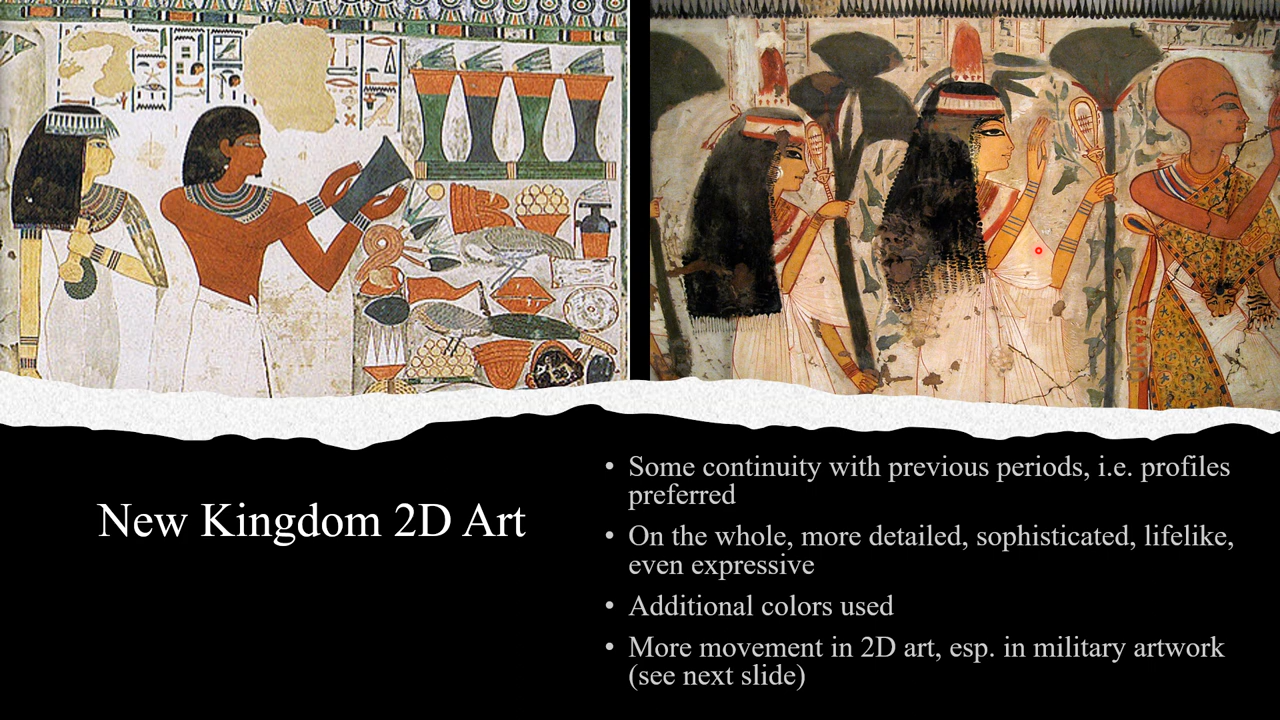 New Kingdom 2D Art
• Some continuity with previous periods, i.e. profiles
preferred
• On the whole, more detailed, sophisticated, lifelike,
even expressive
• Additional colors used
• More movement in 2D art, esp. in military artwork
(see next slide)